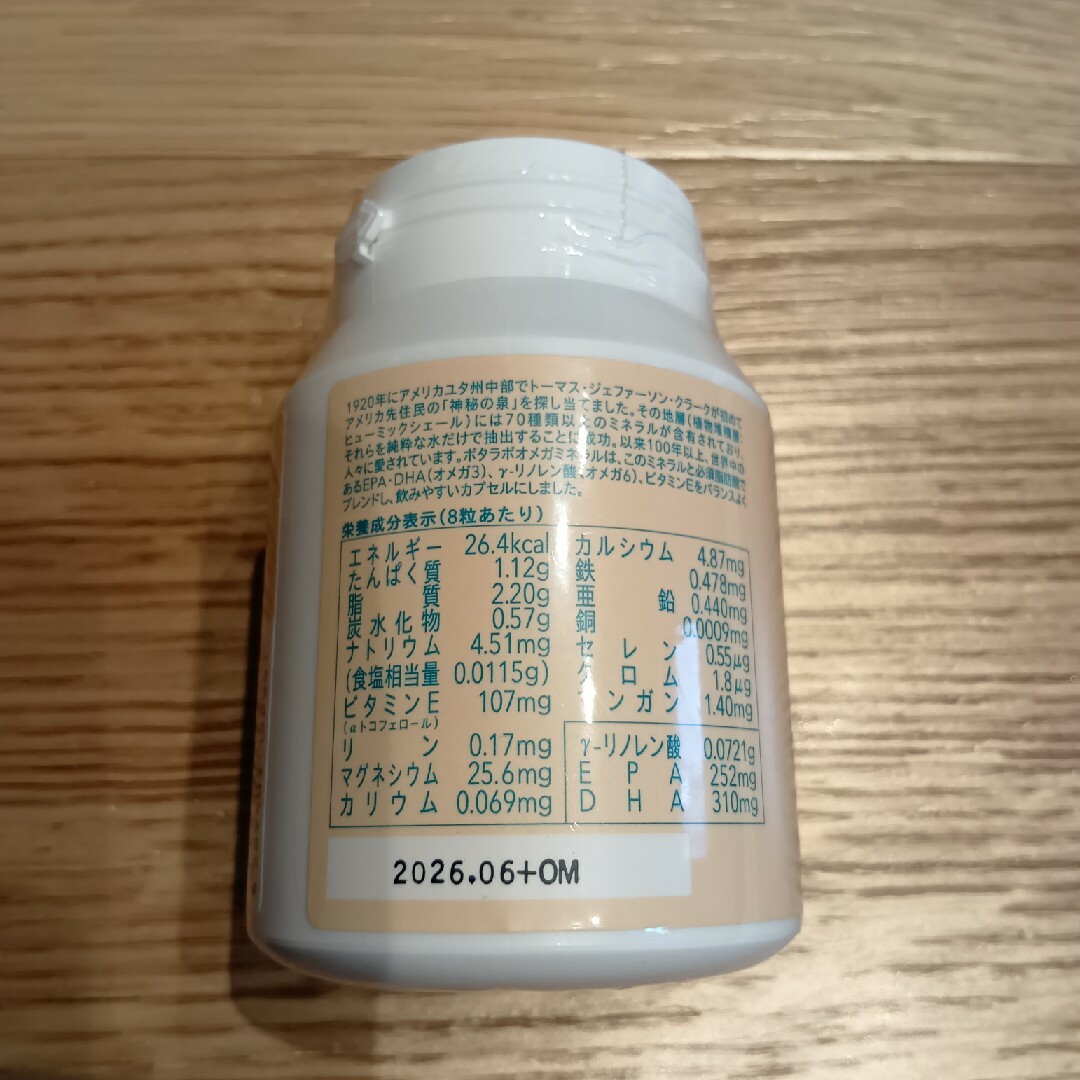 1920年にアメリカユタ州中部でトーマス・ジェファーソン・クラークが初めて
アメリカ先住民の「神秘の泉」を探し当てました。その地層(植物堆積層:
ヒューミックシェール)には70種類以上のミネラルが含有されており、
それらを純粋な水だけで抽出することに成功。以来100年以上、世界中の
人々に愛されています。ポタラボオメガミネラルは、このミネラルと必須脂肪酸で
あるEPA・DHA(オメガ3)、γ-リノレン酸(オメガ6)、ビタミンEをバランスよく
ブレンドし、飲みやすいカプセルにしました。
栄養成分表示(8粒あたり)
エネルギー 26.4kcal
たんぱく質 1.12g
脂質 2.20g
炭水化物 0.57g
ナトリウム 4.51mg
(食塩相当量 0.0115g)
ビタミンE 107mg
(αトコフェロール)
リン 0.17mg
マグネシウム 25.6mg
カリウム 0.069mg
カルシウム 4.87mg
鉄 0.478mg
亜鉛 0.440mg
銅 0.0009mg
セレン 0.55μg
クロム 1.8μg
マンガン 1.40mg
γ-リノレン酸 0.0721g
EPA 252mg
DHA 310mg
2026.06+OM